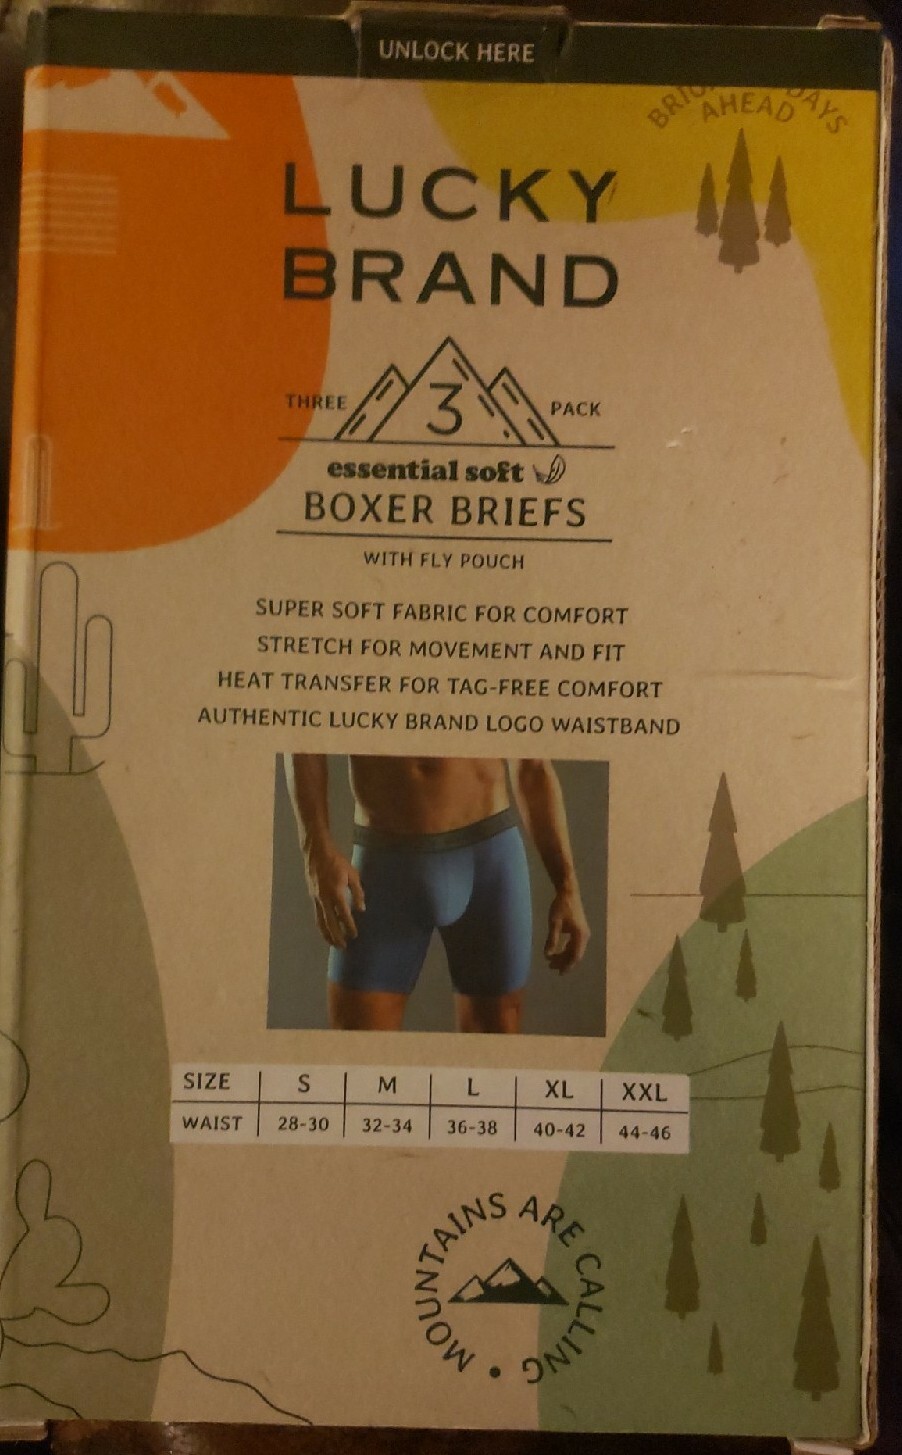 UNLOCK HERE
DAYS
AHEAD
LUCKY
BRAND
THREE 3 PACK
essential soft
BOXER BRIEFS
WITH FLY POUCH
SUPER SOFT FABRIC FOR COMFORT
STRETCH FOR MOVEMENT AND FIT
HEAT TRANSFER FOR TAG-FREE COMFORT
AUTHENTIC LUCKY BRAND LOGO WAISTBAND
SIZE S M L XL XXL
WAIST 28-30 32-34 36-38 40-42 44-46
MOUNTAINS ARE CALLING •